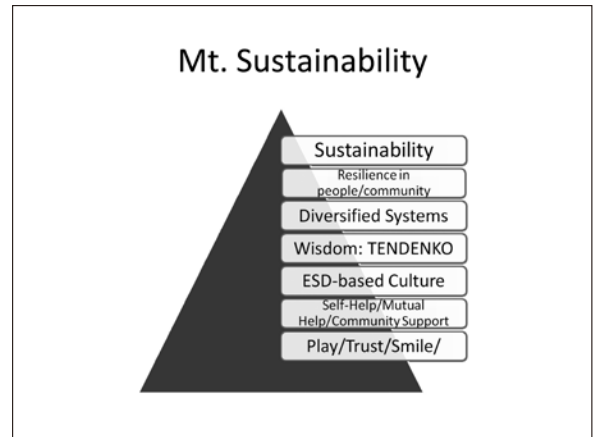 Mt. Sustainability
Sustainability
Resilience in
people/community
Diversified Systems
Wisdom: TENDENKO
ESD-based Culture
Self-Help/Mutual
Help/Community Support
Play/Trust/Smile/